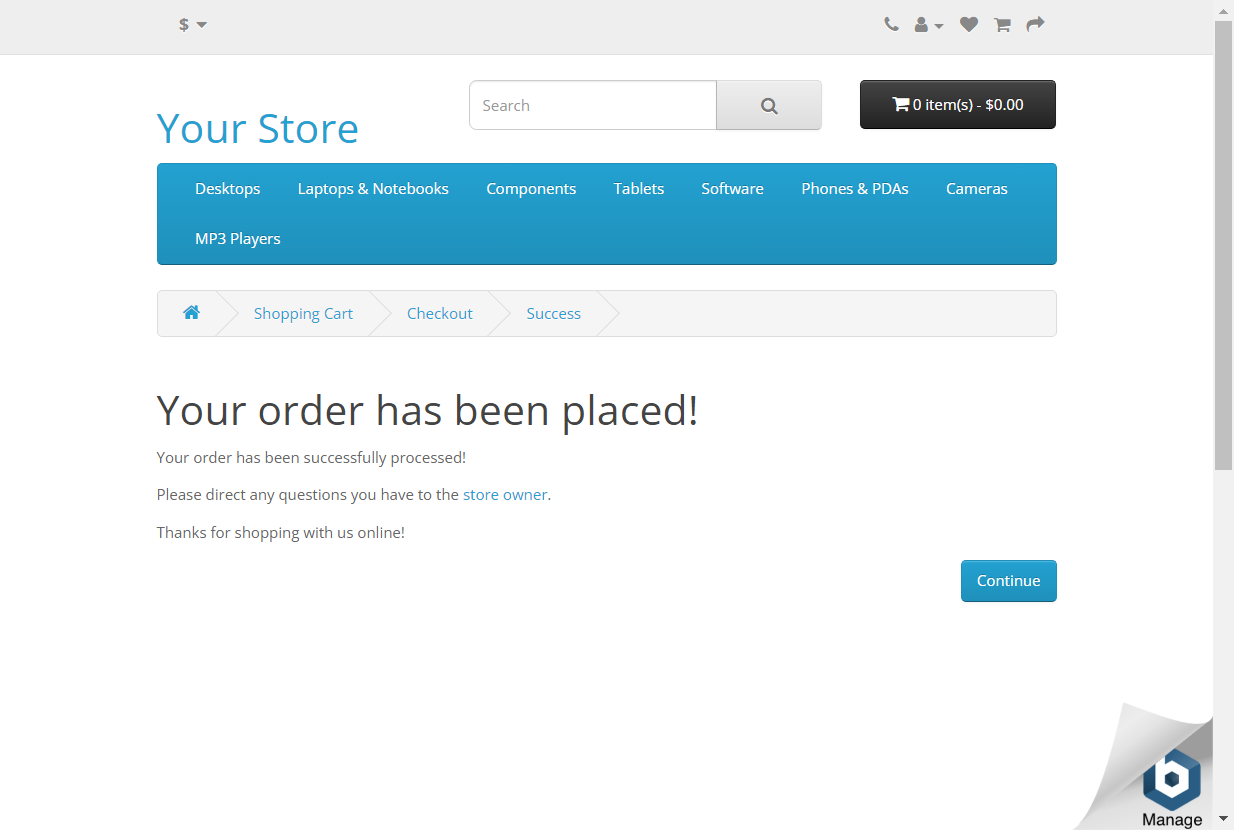 $
Your Store
Search
0 item(s) - $0.00
Desktops Laptops & Notebooks Components Tablets Software Phones & PDAs Cameras
MP3 Players
Shopping Cart Checkout Success
Your order has been placed!
Your order has been successfully processed!
Please direct any questions you have to the store owner.
Thanks for shopping with us online!
Continue
b
Manage